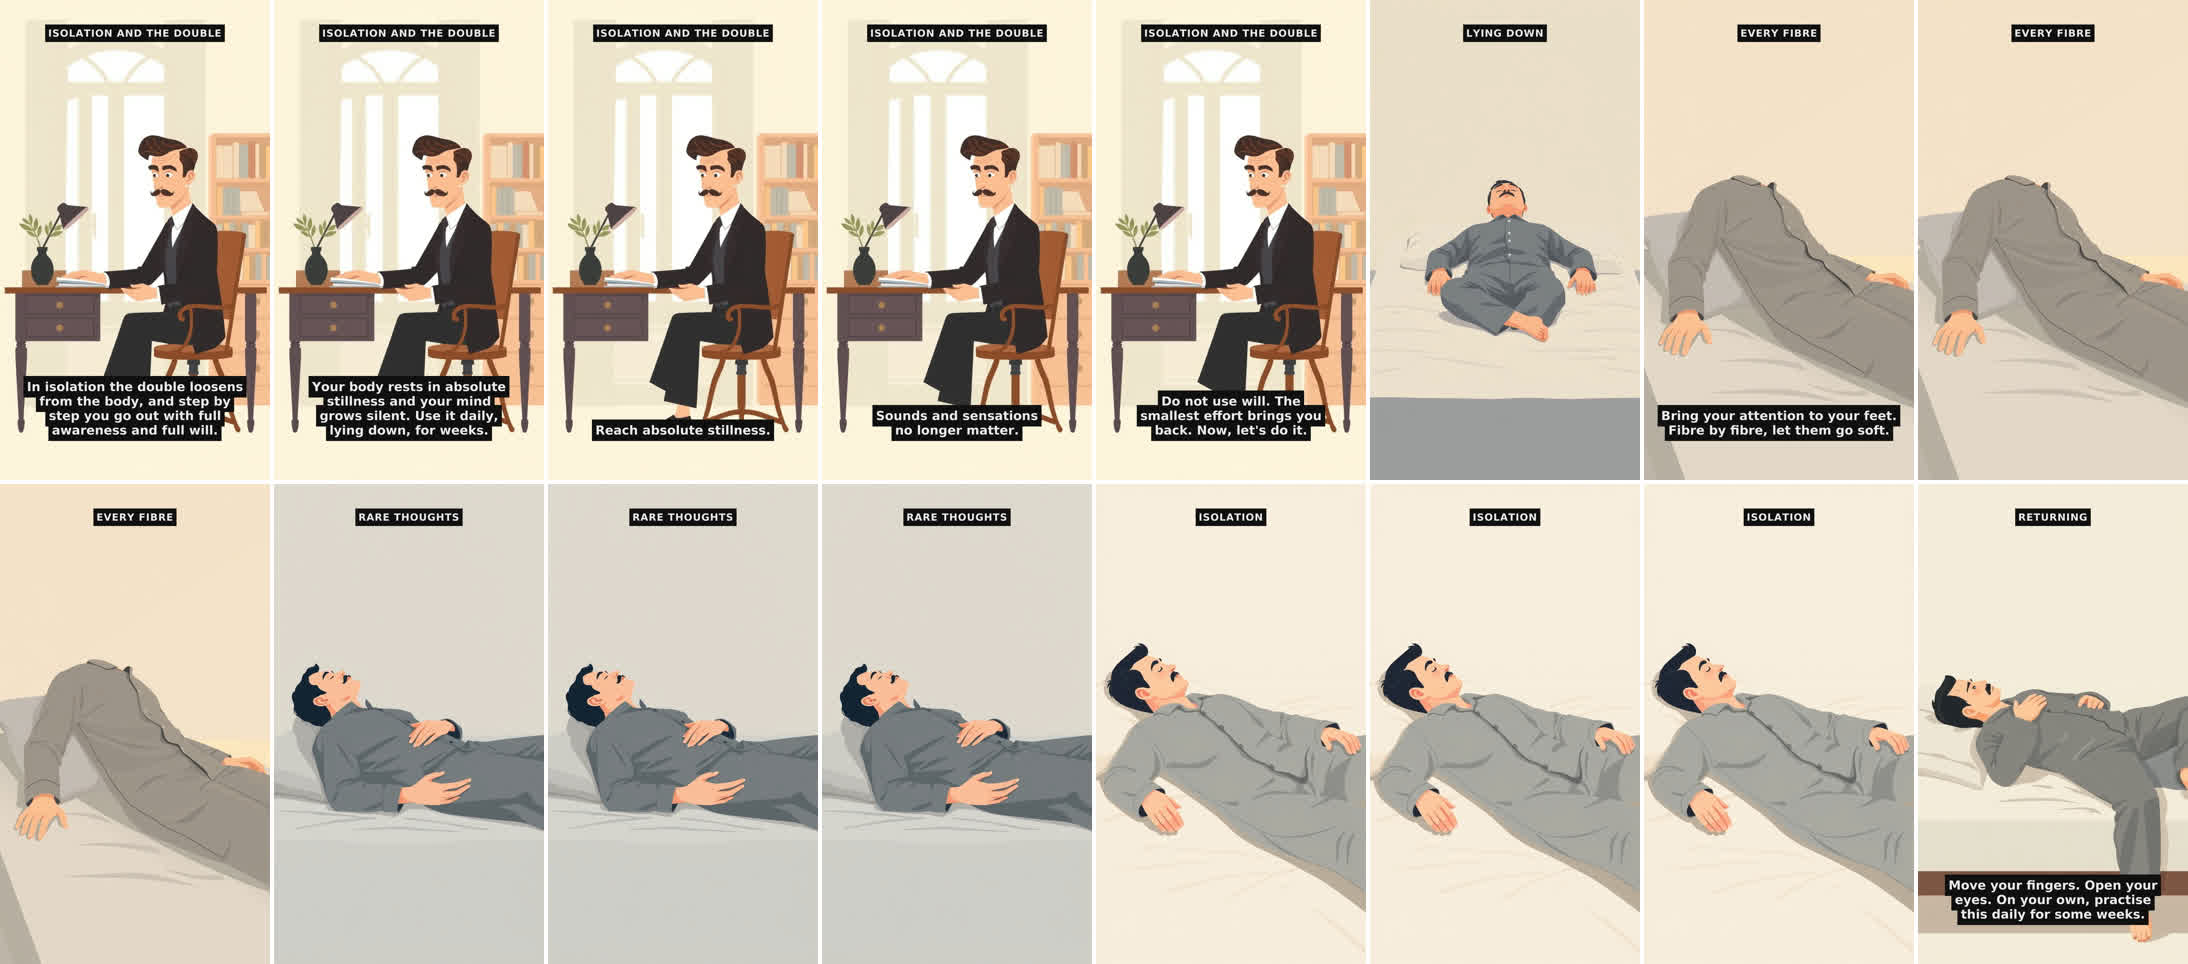 ISOLATION AND THE DOUBLE
In isolation the double loosens
from the body, and step by
step you go out with full
awareness and full will.
ISOLATION AND THE DOUBLE
Your body rests in absolute
stillness and your mind
grows silent. Use it daily,
lying down, for weeks.
ISOLATION AND THE DOUBLE
Reach absolute stillness.
ISOLATION AND THE DOUBLE
Sounds and sensations
no longer matter.
ISOLATION AND THE DOUBLE
Do not use will. The
smallest effort brings you
back. Now, let's do it.
LYING DOWN
EVERY FIBRE
Bring your attention to your feet.
Fibre by fibre, let them go soft.
EVERY FIBRE
EVERY FIBRE
RARE THOUGHTS
RARE THOUGHTS
RARE THOUGHTS
ISOLATION
ISOLATION
ISOLATION
RETURNING
Move your fingers. Open your
eyes. On your own, practise
this daily for some weeks.